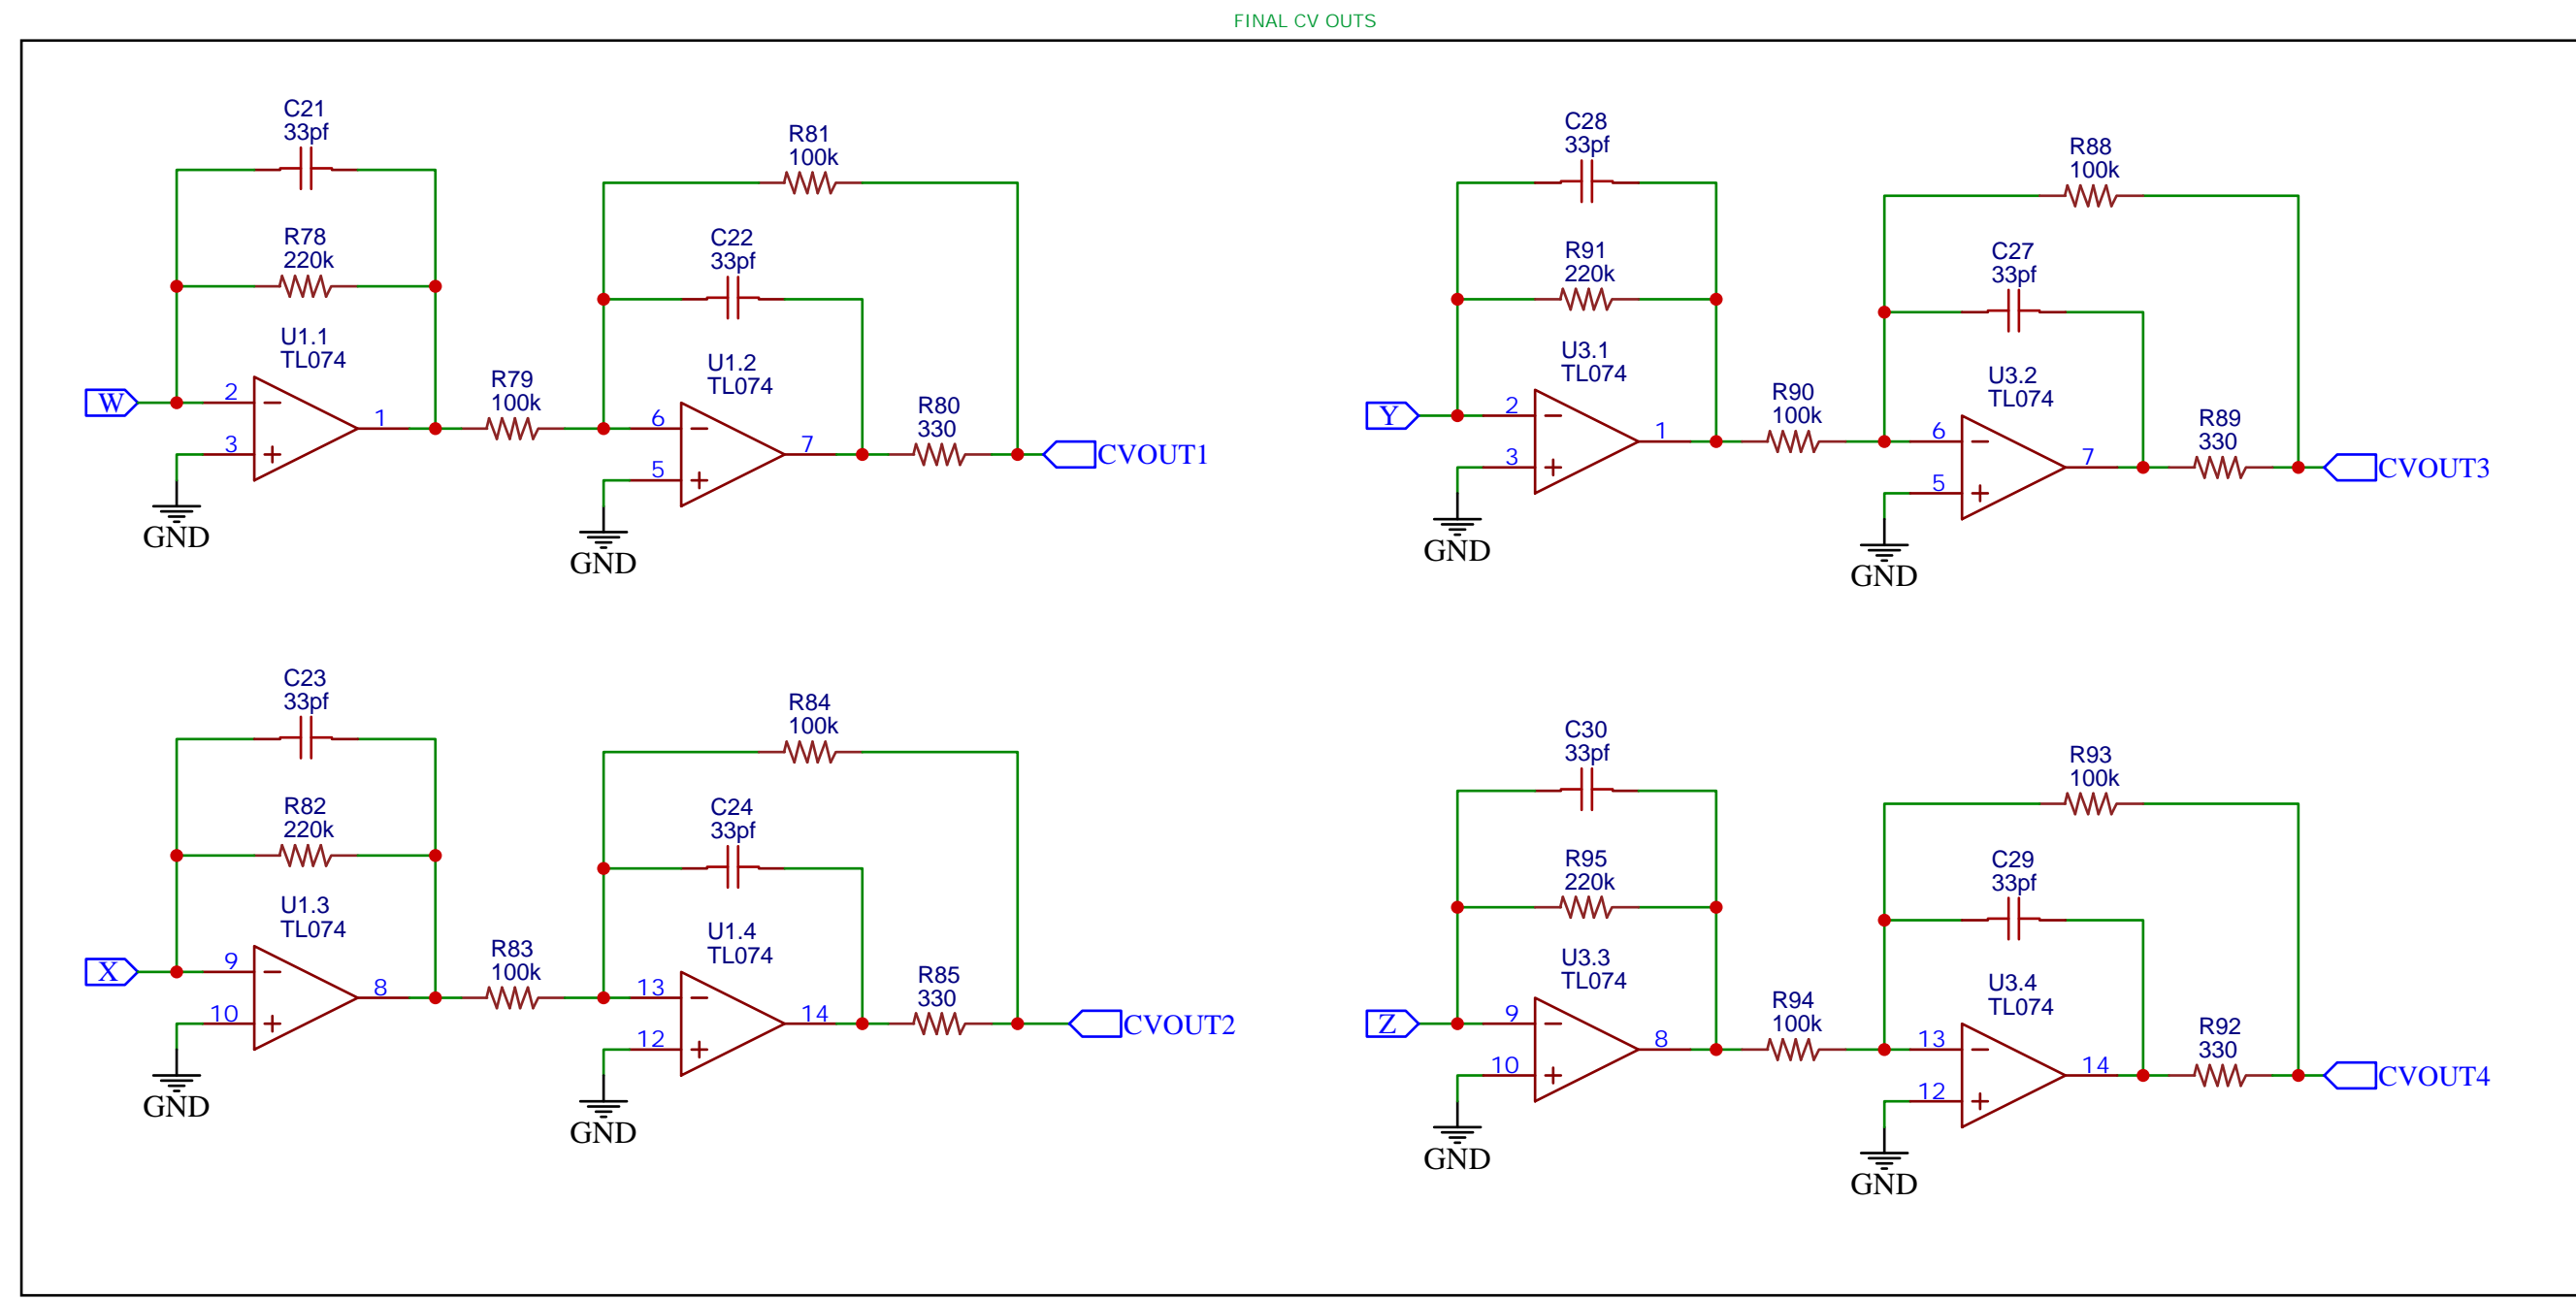 FINAL CV OUTS
C21
33pf
R78
220k
U1.1
TL074
W
2
3
1
GND
R79
100k
R81
100k
C22
33pf
U1.2
TL074
6
5
7
GND
R80
330
CVOUT1
C28
33pf
R91
220k
U3.1
TL074
Y
2
3
1
GND
R90
100k
R88
100k
C27
33pf
U3.2
TL074
6
5
7
GND
R89
330
CVOUT3
C23
33pf
R82
220k
U1.3
TL074
X
9
10
8
GND
R83
100k
R84
100k
C24
33pf
U1.4
TL074
13
12
14
GND
R85
330
CVOUT2
C30
33pf
R95
220k
U3.3
TL074
Z
9
10
8
GND
R94
100k
R93
100k
C29
33pf
U3.4
TL074
13
12
14
GND
R92
330
CVOUT4